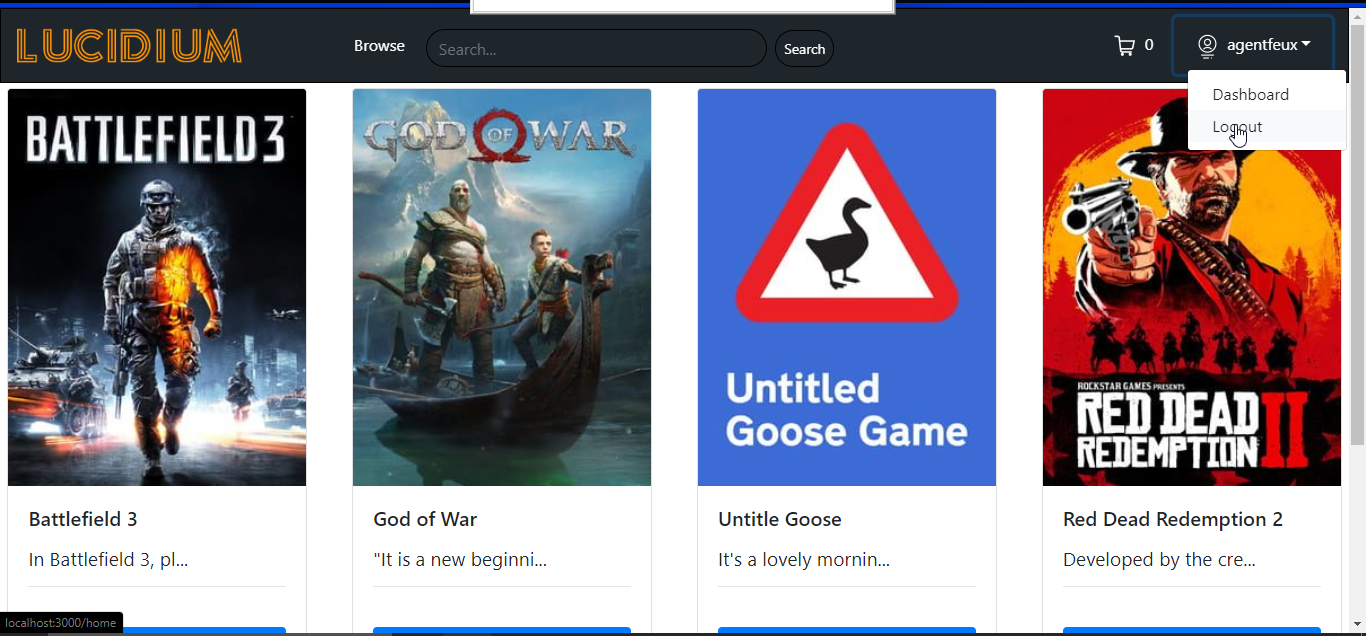 LUCIDIUM
Browse
Search...
Search
0
agentfeux
Dashboard
Logout
BATTLEFIELD 3
GOD OF WAR
Untitled
Goose Game
ROCKSTAR GAMES PRESENTS
RED DEAD
REDEMPTION II
Battlefield 3
God of War
Untitle Goose
Red Dead Redemption 2
In Battlefield 3, pl...
"It is a new beginni...
It's a lovely mornin...
Developed by the cre...
localhost:3000/home